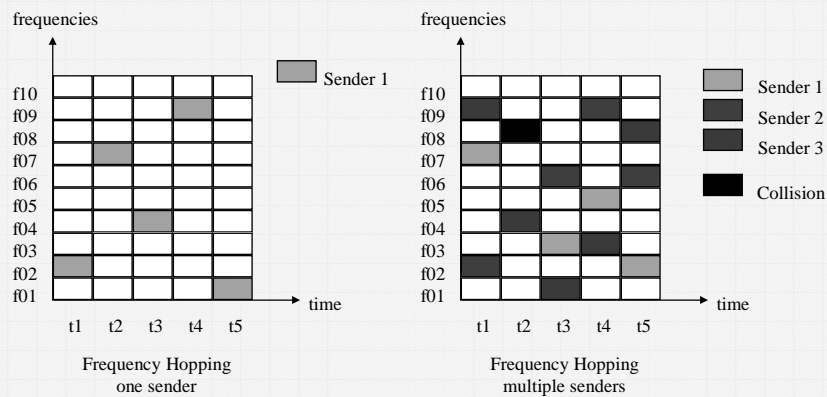 frequencies
Sender 1
f10
f09
f08
f07
f06
f05
f04
f03
f02
f01
time
t1 t2 t3 t4 t5
Frequency Hopping
one sender
frequencies
Sender 1
Sender 2
Sender 3
Collision
f10
f09
f08
f07
f06
f05
f04
f03
f02
f01
time
t1 t2 t3 t4 t5
Frequency Hopping
multiple senders